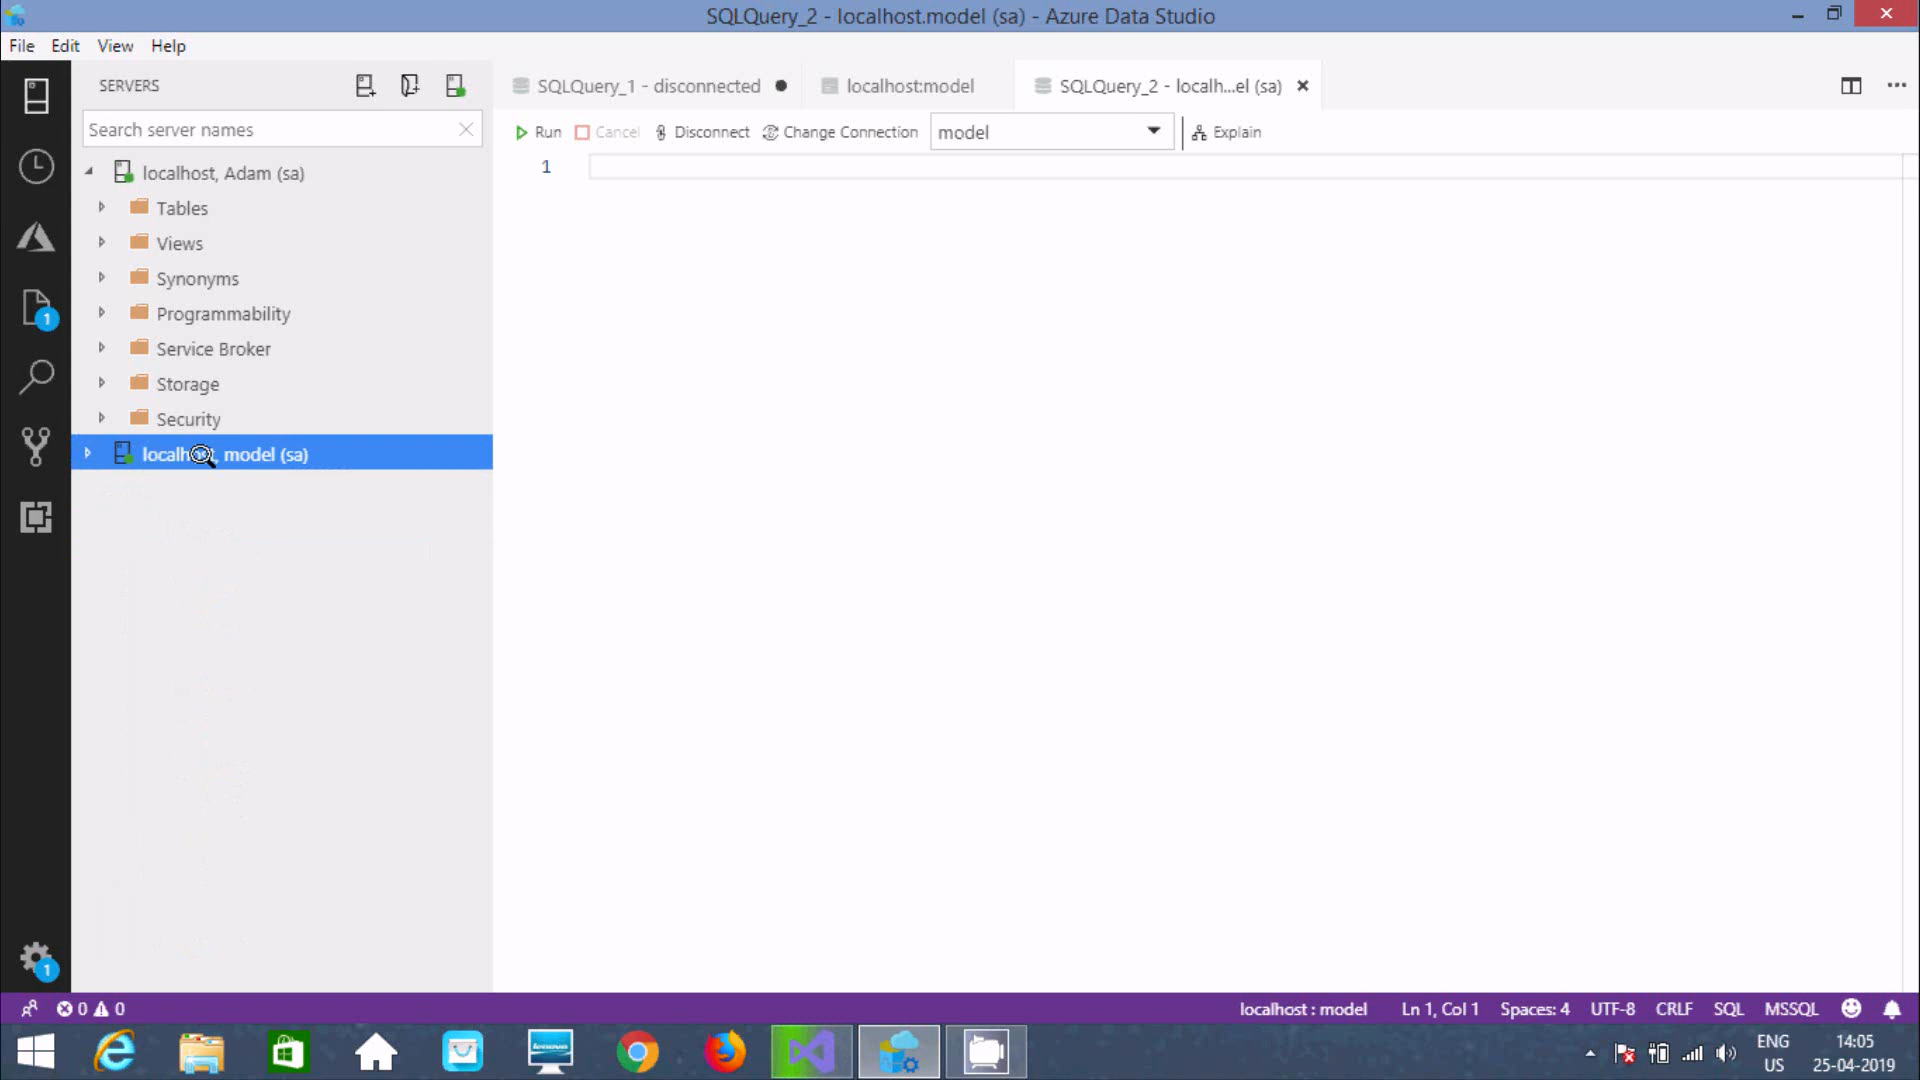 SQLQuery_2 - localhost.model (sa) - Azure Data Studio
File Edit View Help
SERVERS
SQLQuery_1 - disconnected
localhost:model
SQLQuery_2 - localh...el (sa)
Search server names
Run Cancel Disconnect Change Connection model Explain
1
localhost, Adam (sa)
Tables
Views
Synonyms
Programmability
Service Broker
Storage
Security
localhost, model (sa)
1
1
0 0
localhost : model Ln 1, Col 1 Spaces: 4 UTF-8 CRLF SQL MSSQL
lenovo
ENG
US
14:05
25-04-2019